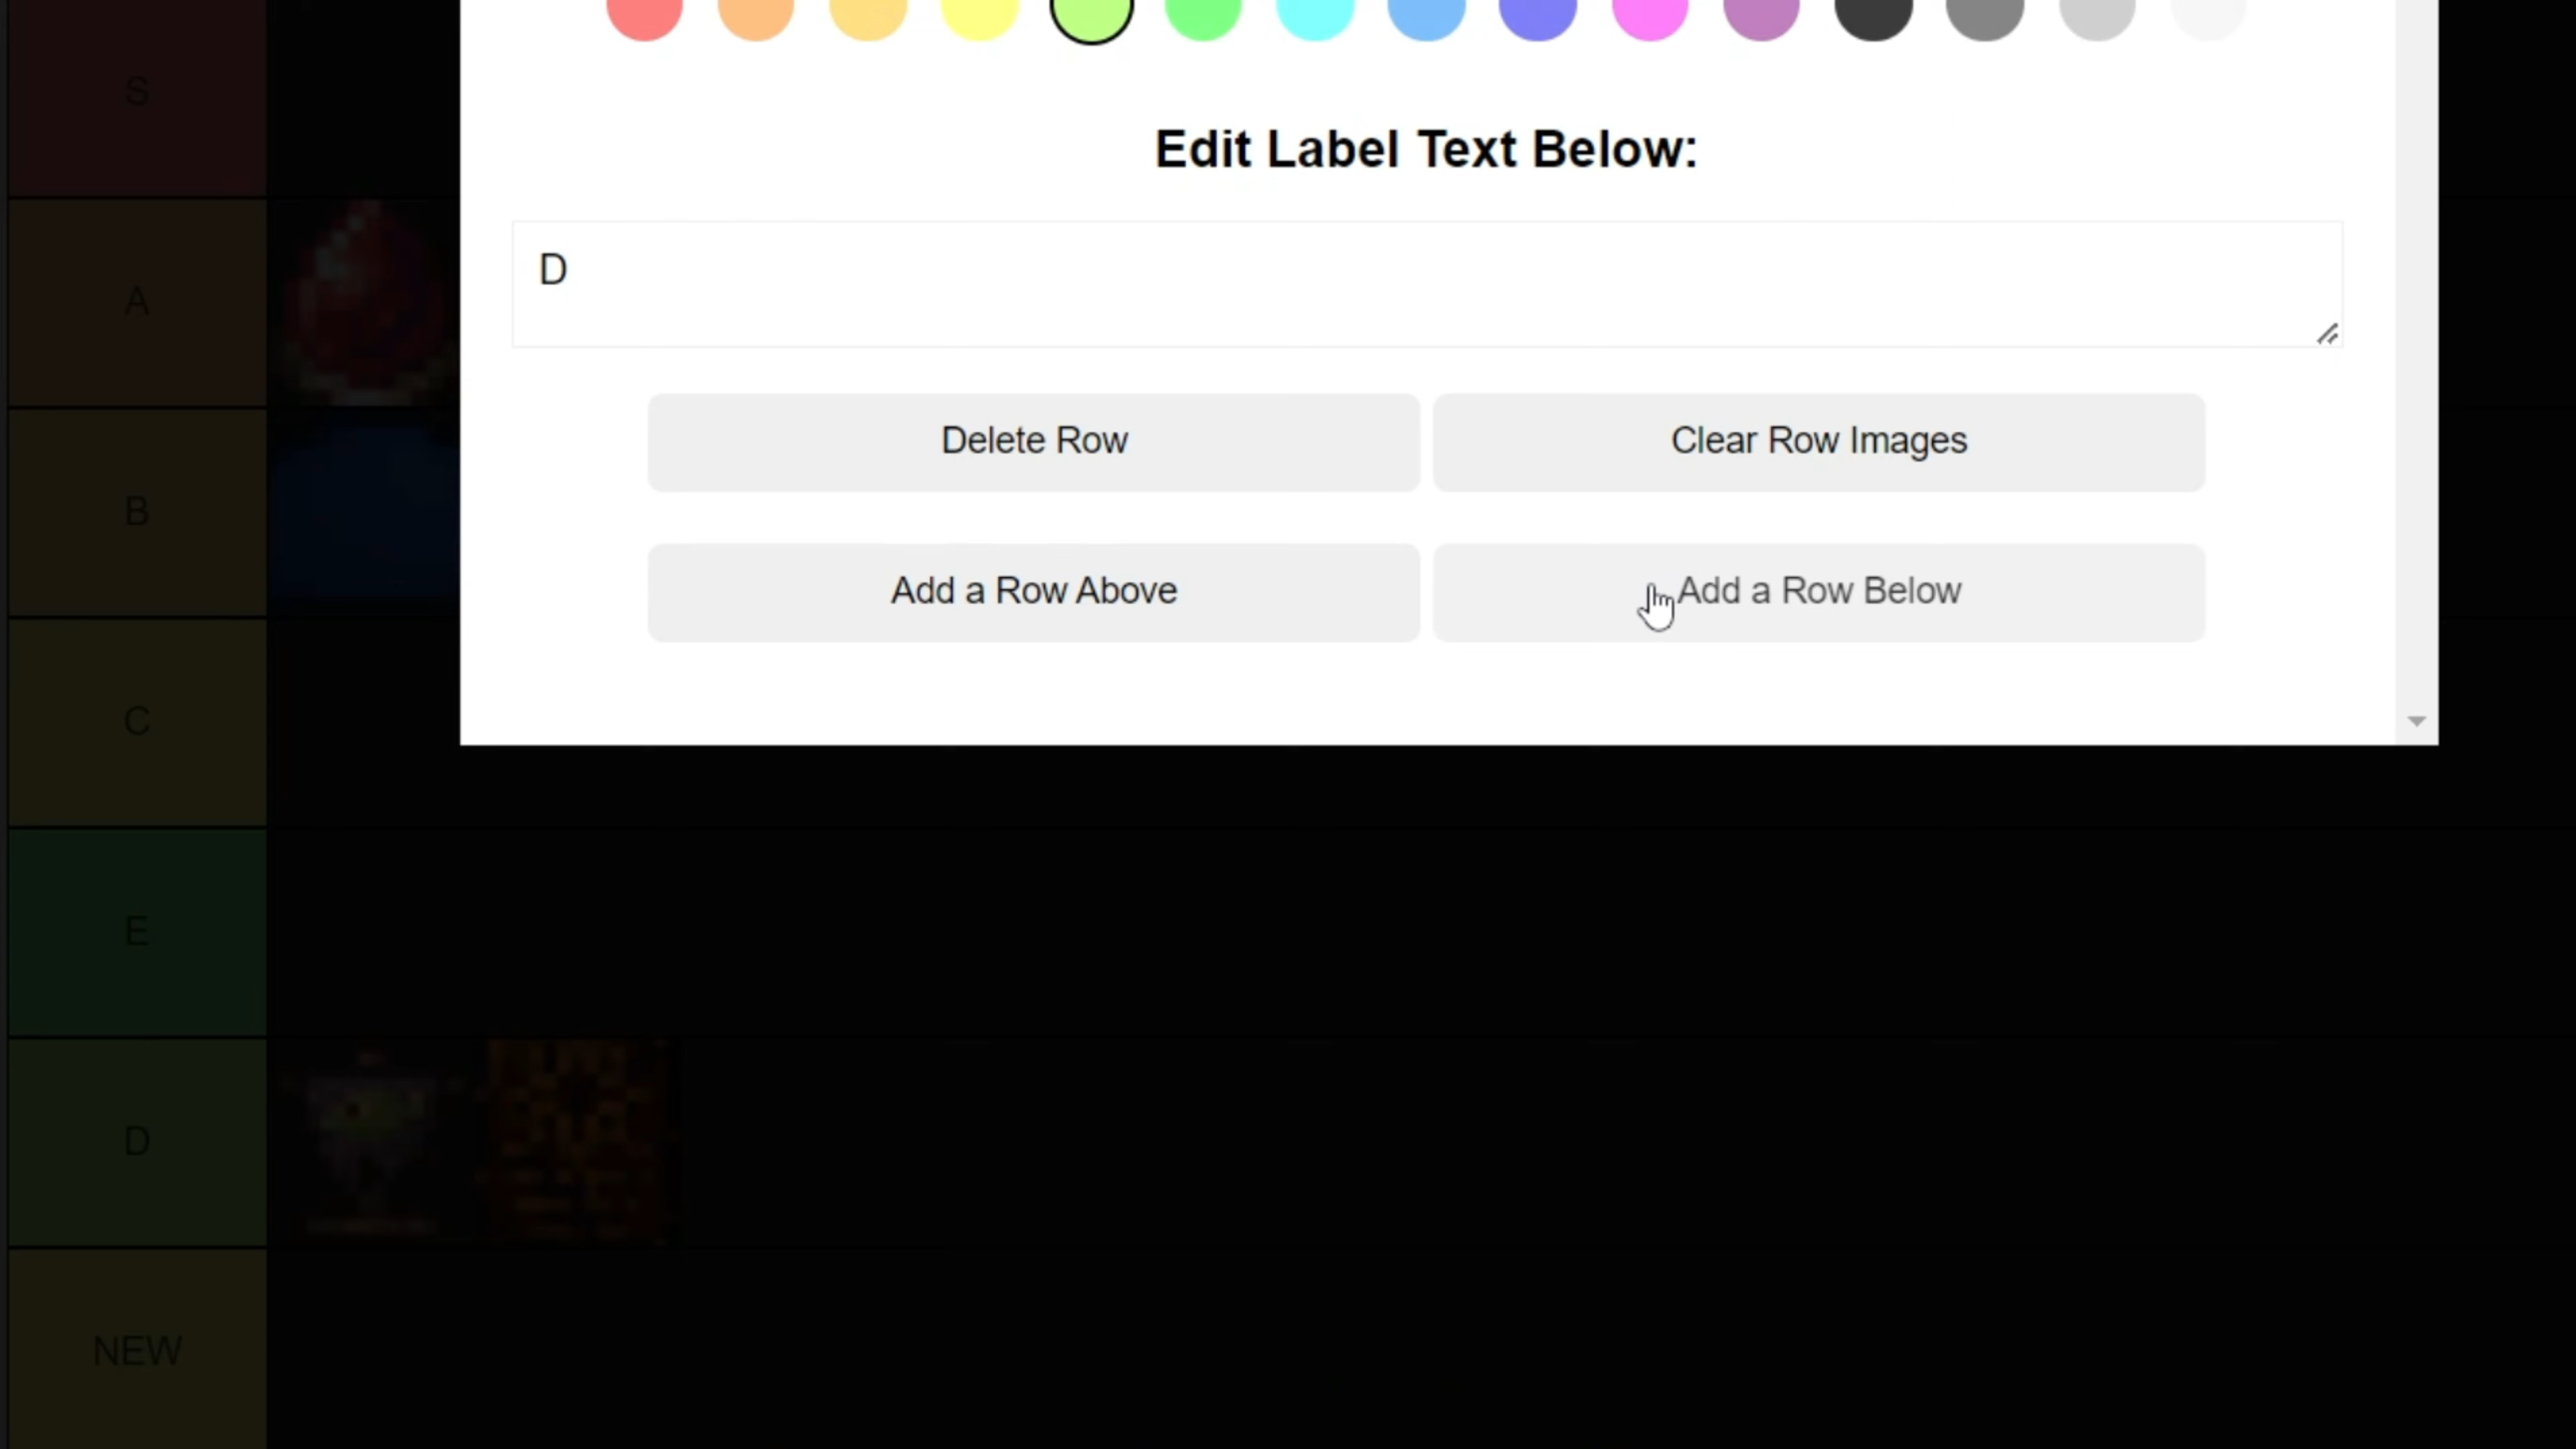 S
Edit Label Text Below:
D
A
Delete Row
Clear Row Images
B
Add a Row Above
Add a Row Below
C
E
D
NEW